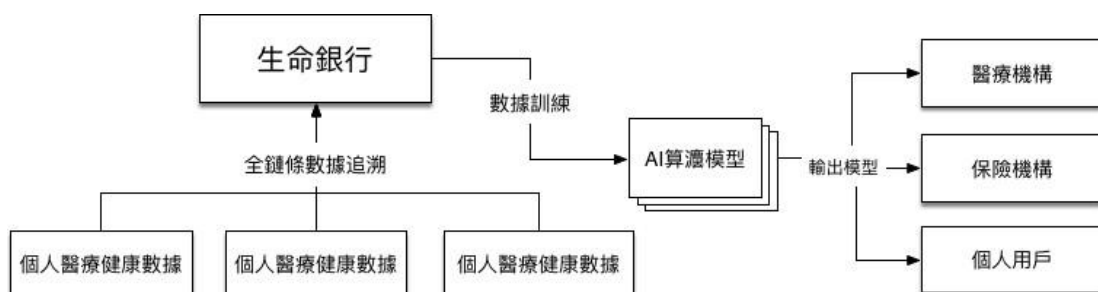 生命銀行
數據訓練
全鏈條數據追溯
個人醫療健康數據
個人醫療健康數據
個人醫療健康數據
AI算灋模型
輸出模型
醫療機構
保險機構
個人用戶